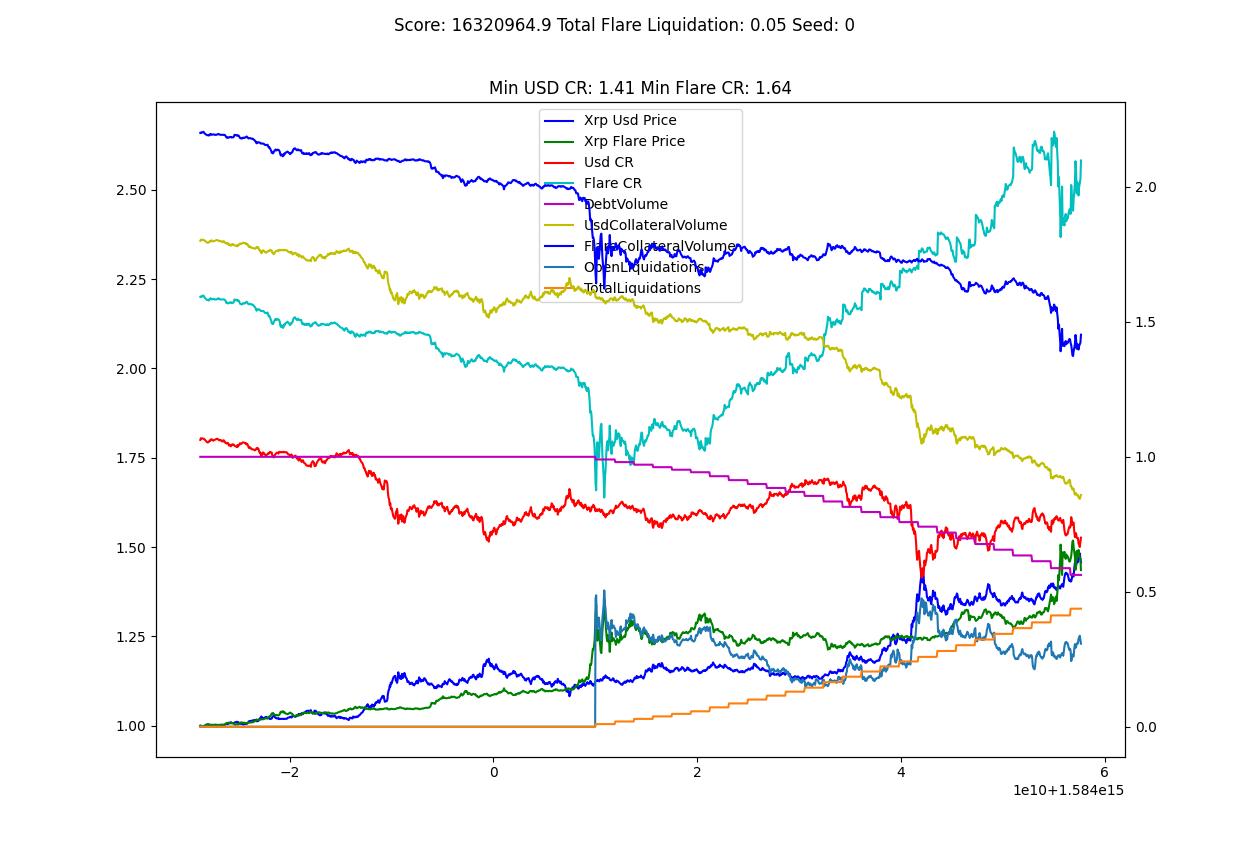 Score: 16320964.9 Total Flare Liquidation: 0.05 Seed: 0
Min USD CR: 1.41 Min Flare CR: 1.64
Xrp Usd Price
Xrp Flare Price
Usd CR
Flare CR
DebtVolume
UsdCollateralVolume
FlareCollateralVolume
OpenLiquidations
TotalLiquidations
2.50
2.25
2.00
1.75
1.50
1.25
1.00
2.0
1.5
1.0
0.5
0.0
−2
0
2
4
6
1e10+1.584e15